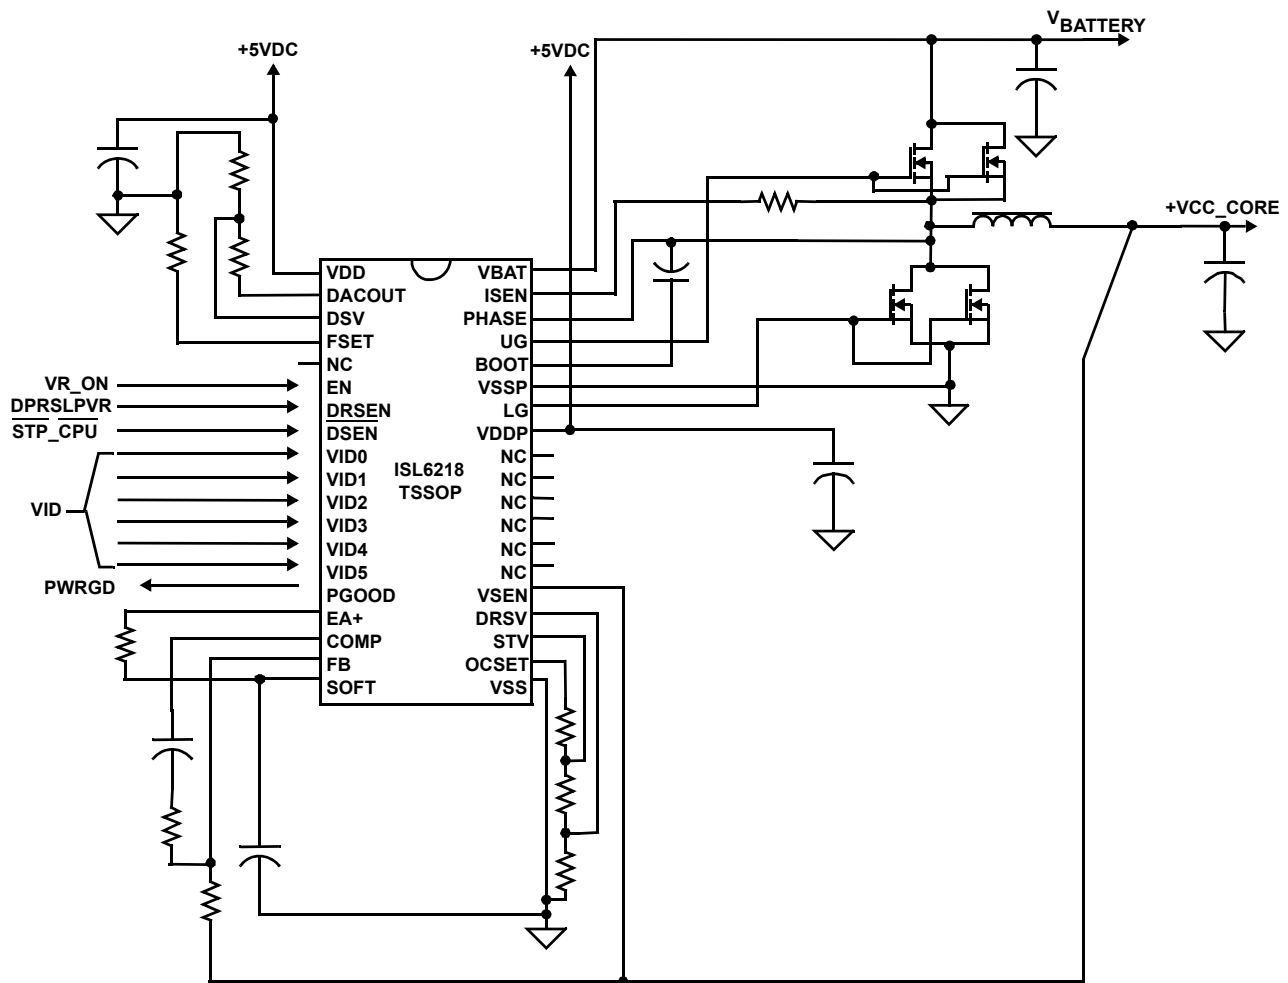 VBATTERY
+5VDC
+5VDC
+VCC_CORE
VDD
DACOUT
DSV
FSET
NC
EN
DRSEN
DSEN
VID0
VID1
VID2
VID3
VID4
VID5
PGOOD
EA+
COMP
FB
SOFT
VBAT
ISEN
PHASE
UG
BOOT
VSSP
LG
VDDP
NC
NC
NC
NC
NC
NC
VSEN
DRSV
STV
OCSET
VSS
ISL6218
TSSOP
VR_ON
DPRSLPVR
STP_CPU
VID
PWRGD